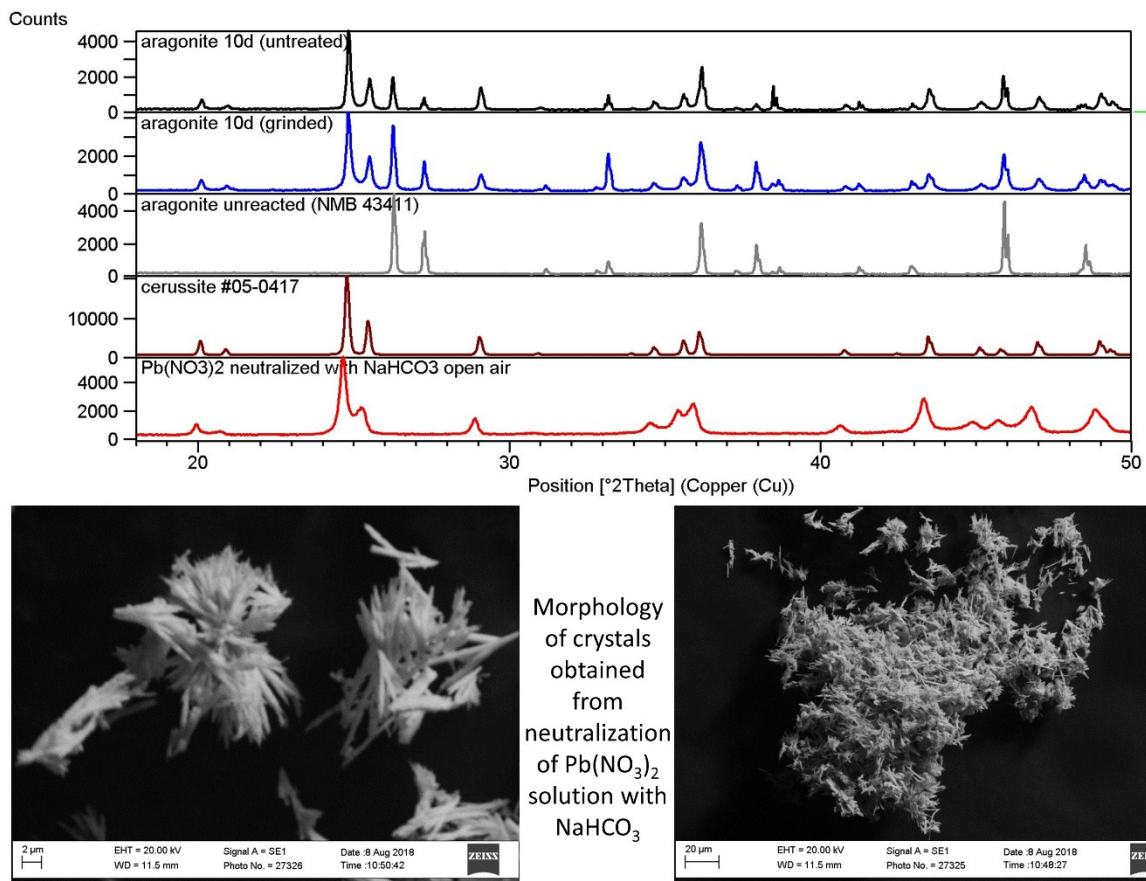 Counts
aragonite 10d (untreated)
4000
2000
0
aragonite 10d (grinded)
2000
0
aragonite unreacted (NMB 43411)
4000
2000
0
cerussite #05-0417
10000
0
Pb(NO3)2 neutralized with NaHCO3 open air
4000
2000
0
20 30 40 50
Position [°2Theta] (Copper (Cu))
Morphology
of crystals
obtained
from
neutralization
of Pb(NO₃)₂
solution with
NaHCO₃
2 µm EHT = 20.00 kV Signal A = SE1 Date :8 Aug 2018
WD = 11.5 mm Photo No. = 27326 Time :10:50:42 ZEISS
20 µm EHT = 20.00 kV Signal A = SE1 Date :8 Aug 2018
WD = 11.5 mm Photo No. = 27325 Time :10:48:27